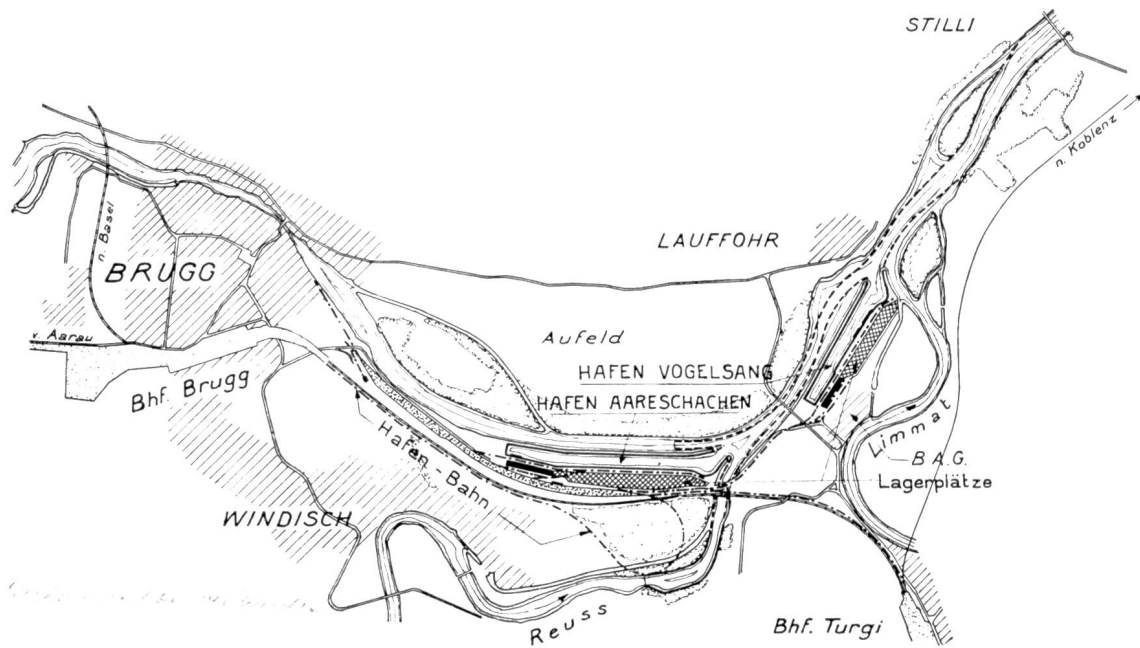 STILLI
n. Koblenz
LAUFFOHR
n. Basel
BRUGG
v. Aarau
Aufeld
HAFEN VOGELSANG
Bhf. Brugg
HAFEN AARESCHACHEN
Limmat
Hafen-Bahn
B.A.G.
Lagerplätze
WINDISCH
Reuss
Bhf. Turgi